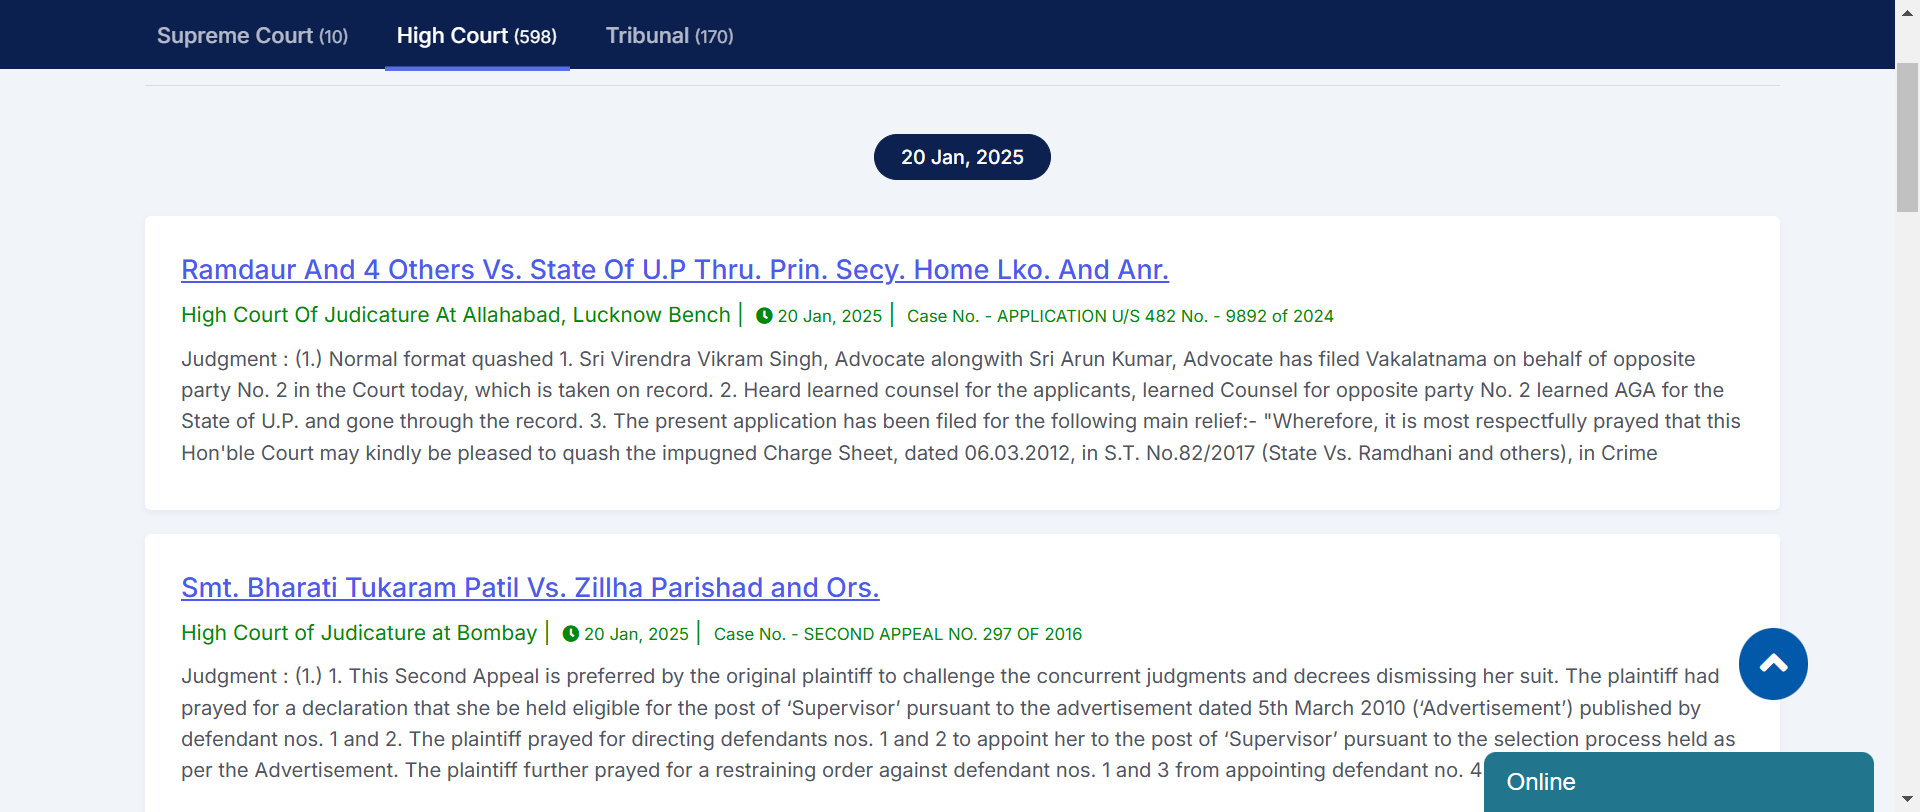 Supreme Court (10) High Court (598) Tribunal (170)
20 Jan, 2025
Ramdaur And 4 Others Vs. State Of U.P Thru. Prin. Secy. Home Lko. And Anr.
High Court Of Judicature At Allahabad, Lucknow Bench | 20 Jan, 2025 | Case No. - APPLICATION U/S 482 No. - 9892 of 2024
Judgment : (1.) Normal format quashed 1. Sri Virendra Vikram Singh, Advocate alongwith Sri Arun Kumar, Advocate has filed Vakalatnama on behalf of opposite
party No. 2 in the Court today, which is taken on record. 2. Heard learned counsel for the applicants, learned Counsel for opposite party No. 2 learned AGA for the
State of U.P. and gone through the record. 3. The present application has been filed for the following main relief:- "Wherefore, it is most respectfully prayed that this
Hon'ble Court may kindly be pleased to quash the impugned Charge Sheet, dated 06.03.2012, in S.T. No.82/2017 (State Vs. Ramdhani and others), in Crime
Smt. Bharati Tukaram Patil Vs. Zillha Parishad and Ors.
High Court of Judicature at Bombay | 20 Jan, 2025 | Case No. - SECOND APPEAL NO. 297 OF 2016
Judgment : (1.) 1. This Second Appeal is preferred by the original plaintiff to challenge the concurrent judgments and decrees dismissing her suit. The plaintiff had
prayed for a declaration that she be held eligible for the post of ‘Supervisor’ pursuant to the advertisement dated 5th March 2010 (‘Advertisement’) published by
defendant nos. 1 and 2. The plaintiff prayed for directing defendants nos. 1 and 2 to appoint her to the post of ‘Supervisor’ pursuant to the selection process held as
per the Advertisement. The plaintiff further prayed for a restraining order against defendant nos. 1 and 3 from appointing defendant no. 4
Online